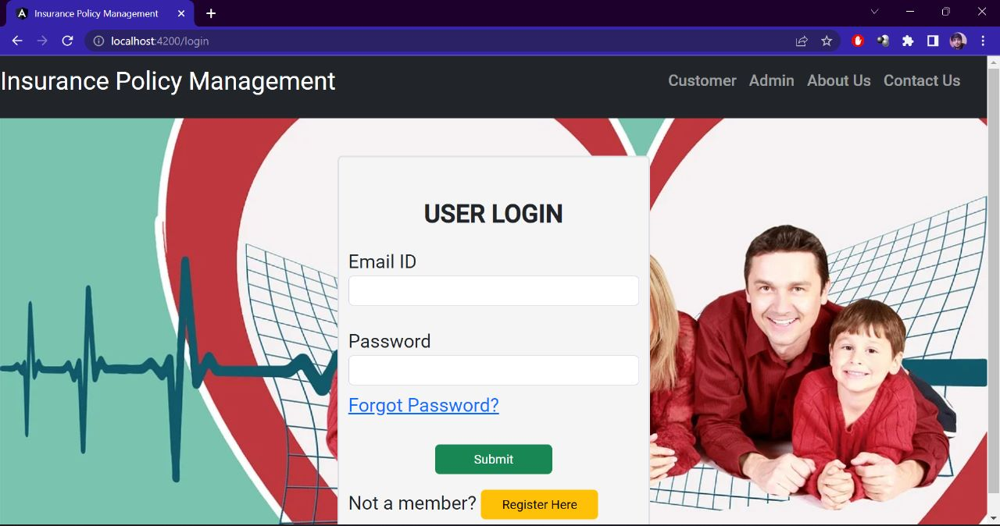 Insurance Policy Management
localhost:4200/login
Insurance Policy Management
Customer Admin About Us Contact Us
USER LOGIN
Email ID
Password
Forgot Password?
Submit
Not a member? Register Here